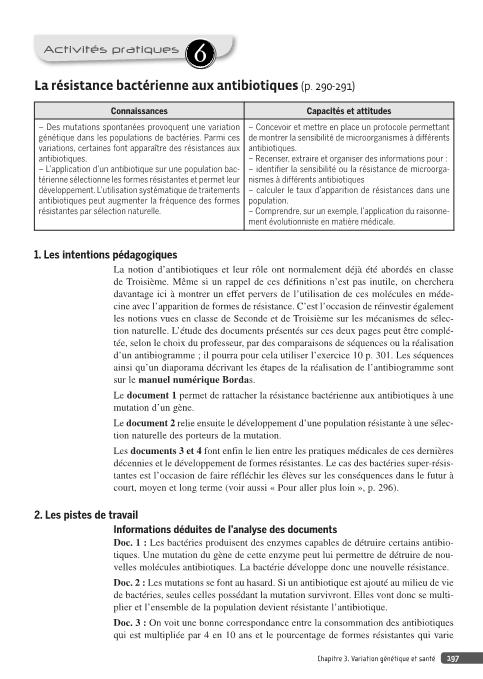 Activités pratiques 6
La résistance bactérienne aux antibiotiques (p. 290-291)
Connaissances
– Des mutations spontanées provoquent une variation
génétique dans les populations de bactéries. Parmi ces
variations, certaines font apparaître des résistances aux
antibiotiques.
– L'application d'un antibiotique sur une population bac-
térienne sélectionne les formes résistantes et permet leur
développement. L'utilisation systématique de traitements
antibiotiques peut augmenter la fréquence des formes
résistantes par sélection naturelle.
Capacités et attitudes
– Concevoir et mettre en place un protocole permettant
de montrer la sensibilité de microorganismes à différents
antibiotiques.
– Recenser, extraire et organiser des informations pour :
– identifier la sensibilité ou la résistance de microorga-
nismes à différents antibiotiques
– calculer le taux d'apparition de résistances dans une
population.
– Comprendre, sur un exemple, l'application du raisonne-
ment évolutionniste en matière médicale.
1. Les intentions pédagogiques
La notion d'antibiotiques et leur rôle ont normalement déjà été abordés en classe
de Troisième. Même si un rappel de ces définitions n'est pas inutile, on cherchera
davantage ici à montrer un effet pervers de l'utilisation de ces molécules en méde-
cine avec l'apparition de formes de résistance. C'est l'occasion de réinvestir également
les notions vues en classe de Seconde et de Troisième sur les mécanismes de sélec-
tion naturelle. L'étude des documents présentés sur ces deux pages peut être complé-
tée, selon le choix du professeur, par des comparaisons de séquences ou la réalisation
d'un antibiogramme ; il pourra pour cela utiliser l'exercice 10 p. 301. Les séquences
ainsi qu'un diaporama décrivant les étapes de la réalisation de l'antibiogramme sont
sur le manuel numérique Bordas.
Le document 1 permet de rattacher la résistance bactérienne aux antibiotiques à une
mutation d'un gène.
Le document 2 relie ensuite le développement d'une population résistante à une sélec-
tion naturelle des porteurs de la mutation.
Les documents 3 et 4 font enfin le lien entre les pratiques médicales de ces dernières
décennies et le développement de formes résistantes. Le cas des bactéries super-résis-
tantes est l'occasion de faire réfléchir les élèves sur les conséquences dans le futur à
court, moyen et long terme (voir aussi « Pour aller plus loin », p. 296).
2. Les pistes de travail
Informations déduites de l'analyse des documents
Doc. 1 : Les bactéries produisent des enzymes capables de détruire certains antibio-
tiques. Une mutation du gène de cette enzyme peut lui permettre de détruire de nou-
velles molécules antibiotiques. La bactérie développe donc une nouvelle résistance.
Doc. 2 : Les mutations se font au hasard. Si un antibiotique est ajouté au milieu de vie
de bactéries, seules celles possédant la mutation survivront. Elles vont donc se multi-
plier et l'ensemble de la population devient résistante à l'antibiotique.
Doc. 3 : On voit une bonne correspondance entre la consommation des antibiotiques
qui est multipliée par 4 en 10 ans et le pourcentage de formes résistantes qui varie
Chapitre 3. Variation génétique et santé 197